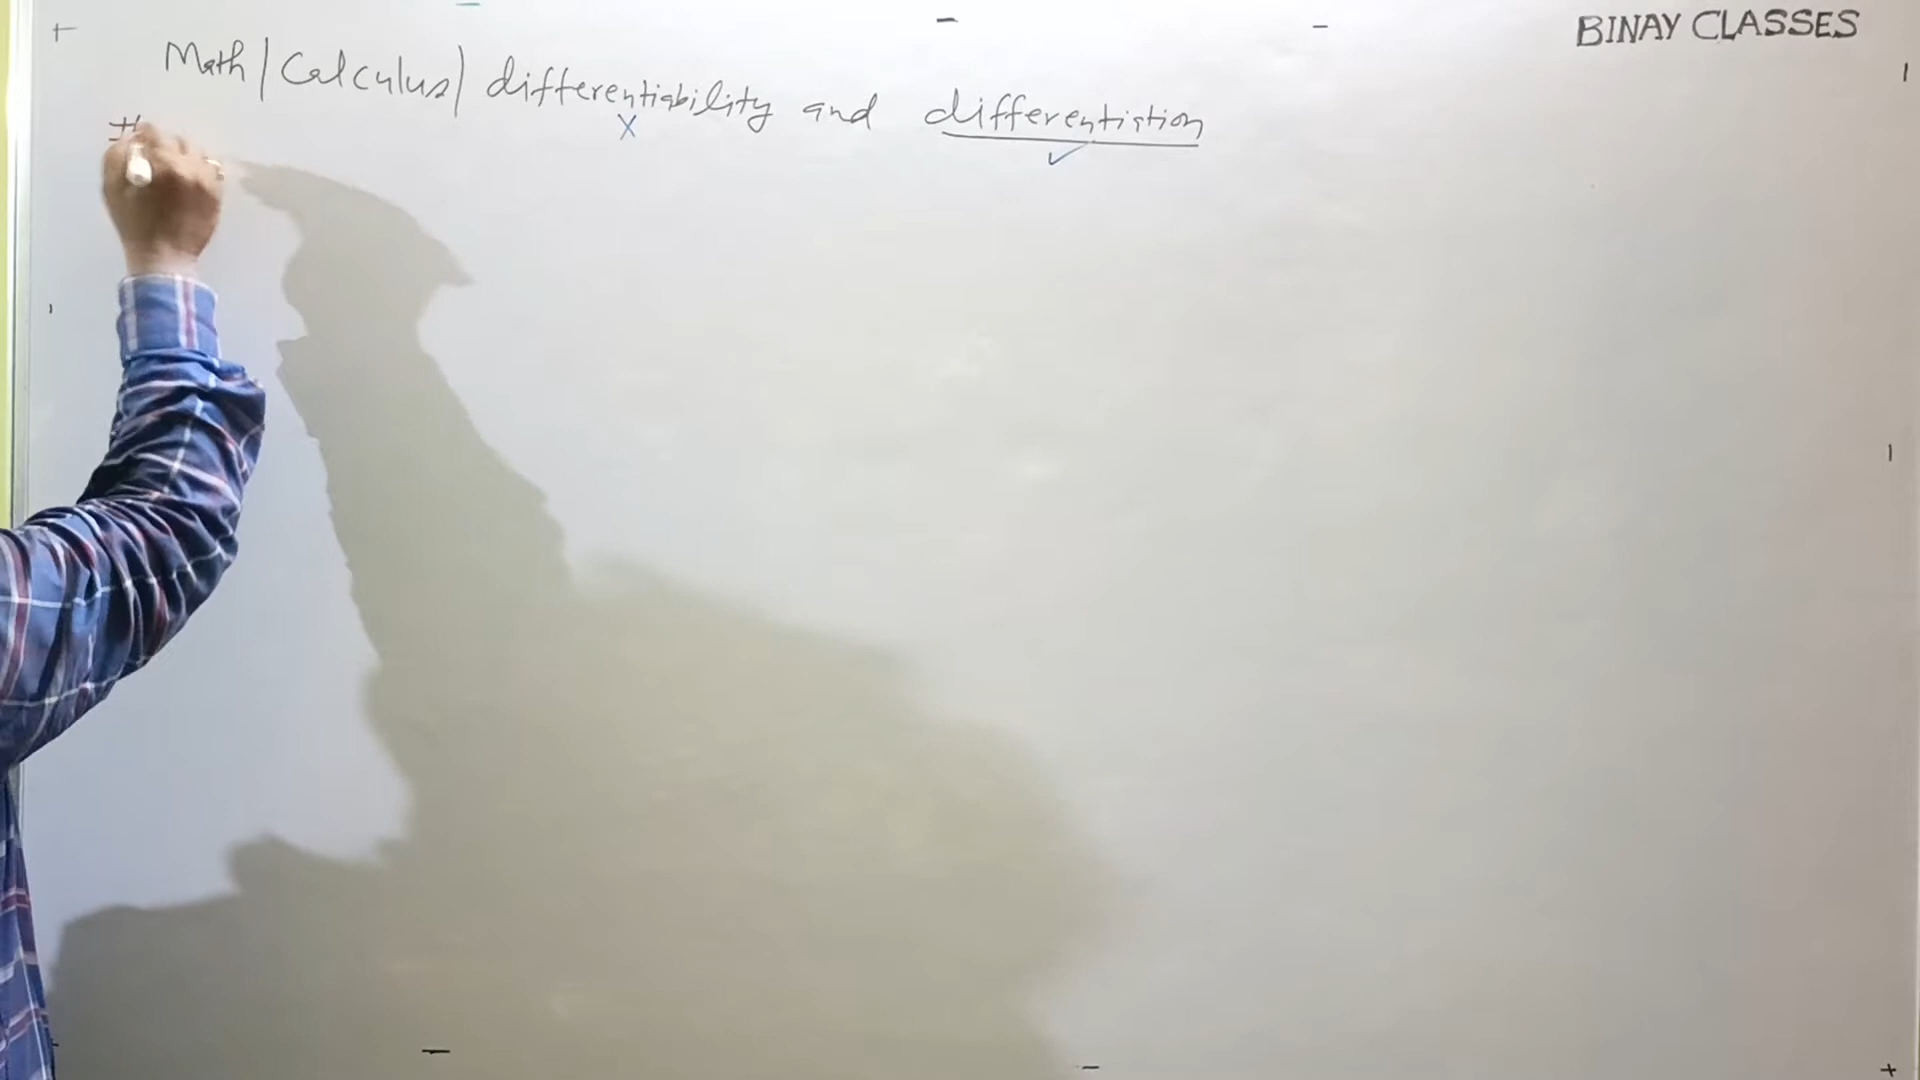 BINAY CLASSES
Math | Calculus | differentiability and differentiation
x ✓
#